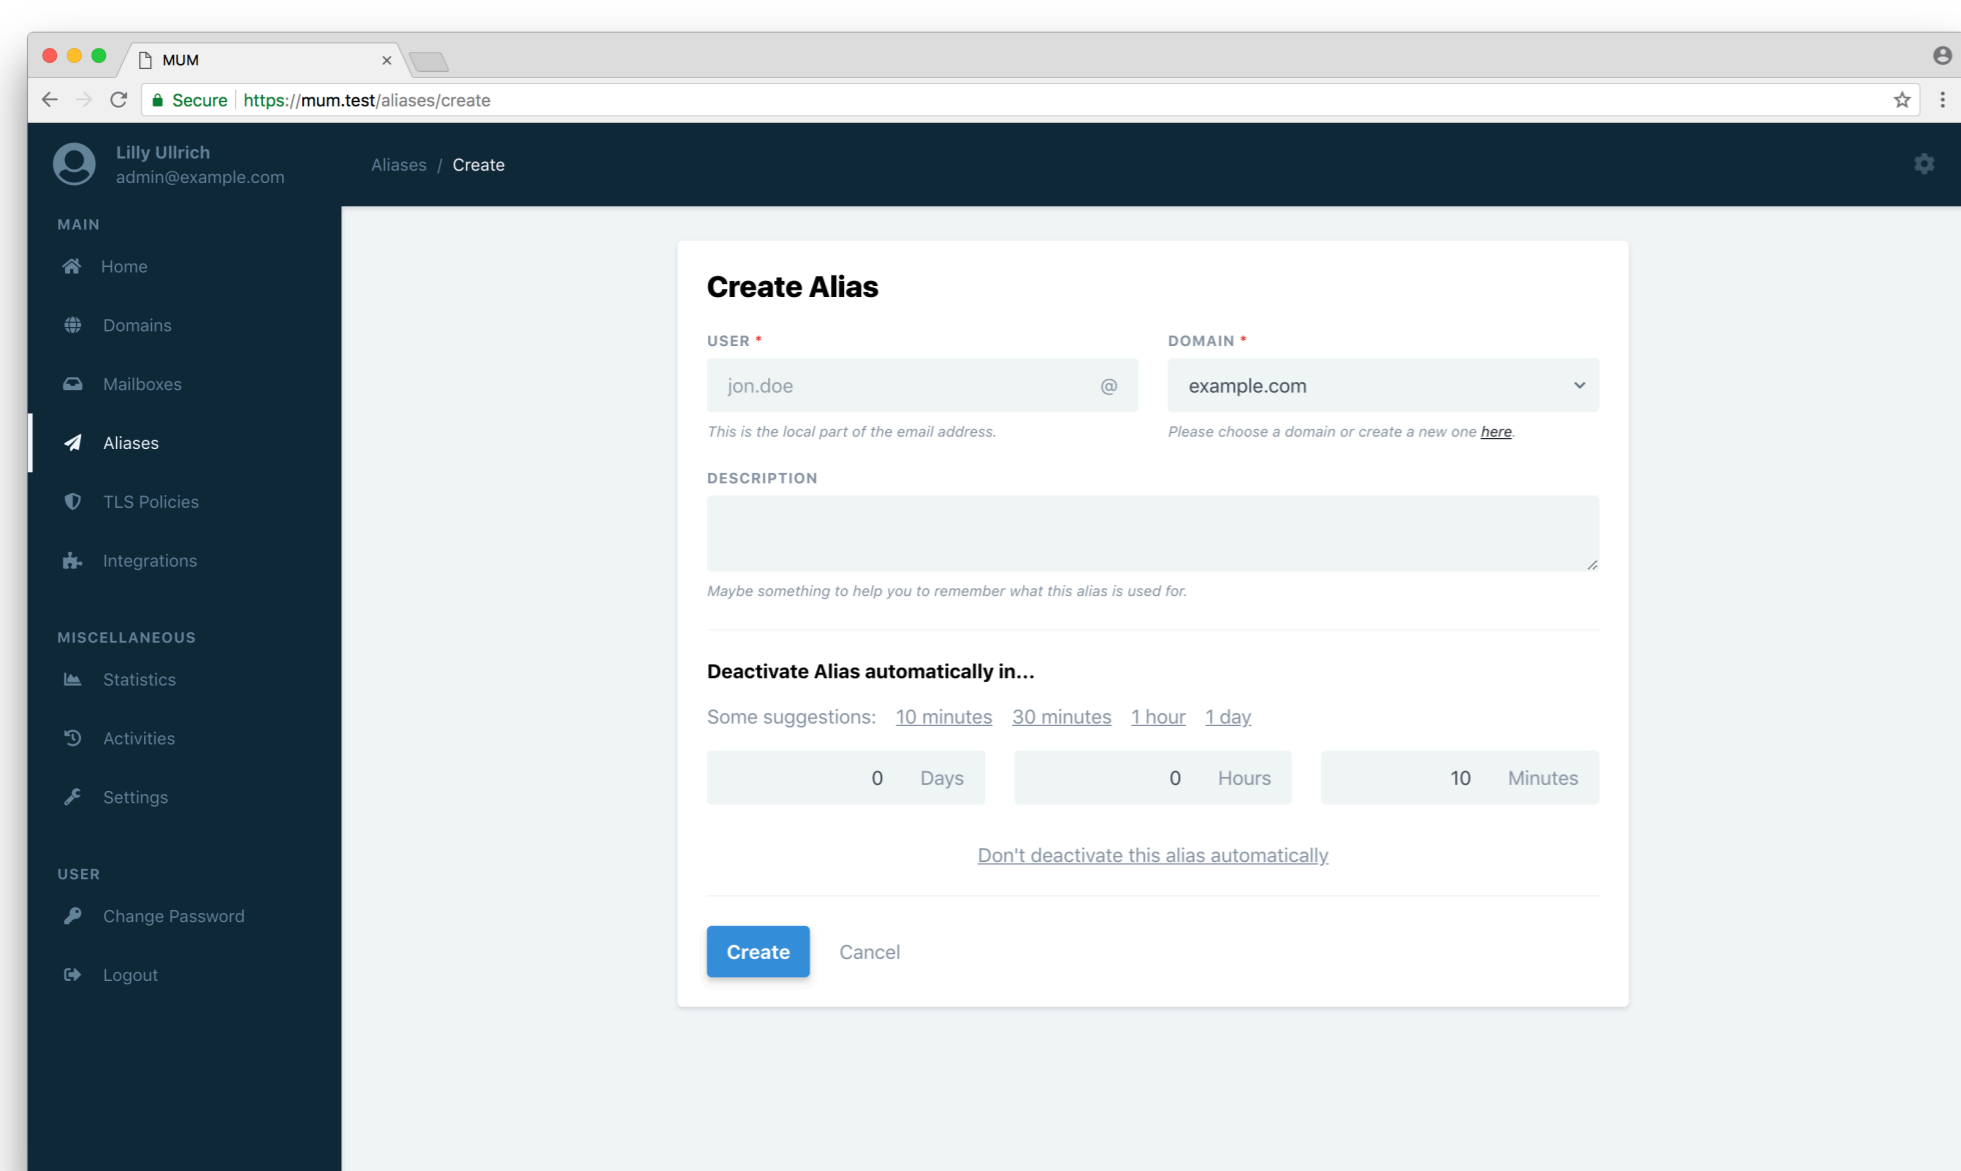 MUM
Secure https://mum.test/aliases/create
Lilly Ullrich
admin@example.com
Aliases / Create
MAIN
Home
Domains
Mailboxes
Aliases
TLS Policies
Integrations
MISCELLANEOUS
Statistics
Activities
Settings
USER
Change Password
Logout
Create Alias
USER *
DOMAIN *
jon.doe @
example.com
This is the local part of the email address.
Please choose a domain or create a new one here.
DESCRIPTION
Maybe something to help you to remember what this alias is used for.
Deactivate Alias automatically in...
Some suggestions: 10 minutes 30 minutes 1 hour 1 day
0 Days 0 Hours 10 Minutes
Don't deactivate this alias automatically
Create Cancel